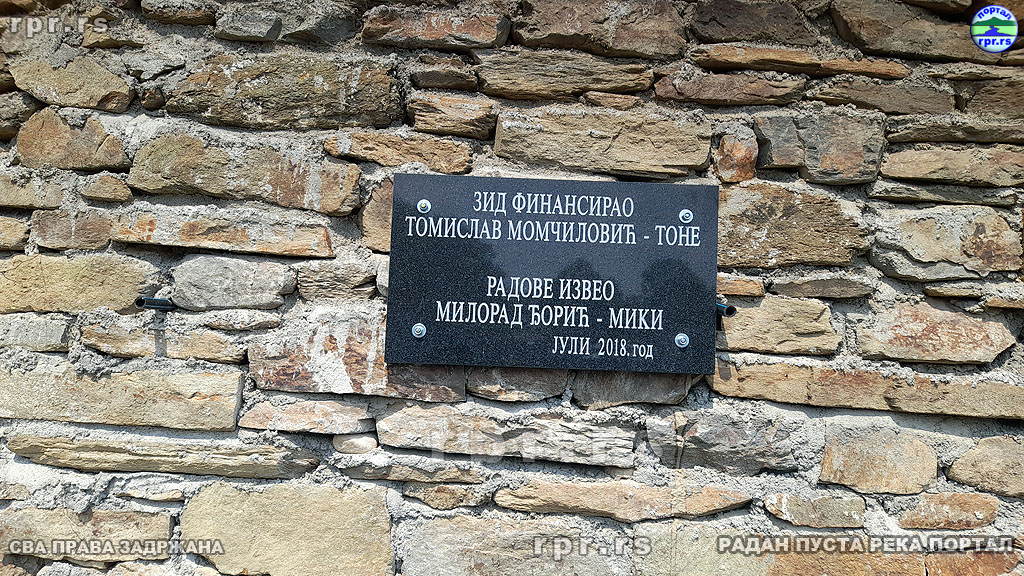 rpr.rs
портал
rpr.rs
ЗИД ФИНАНСИРАО
ТОМИСЛАВ МОМЧИЛОВИЋ - ТОНЕ
РАДОВЕ ИЗВЕО
МИЛОРАД ЂОРИЋ - МИКИ
ЈУЛИ 2018. год
СВА ПРАВА ЗАДРЖАНА
rpr.rs
РАДАН ПУСТА РЕКА ПОРТАЛ